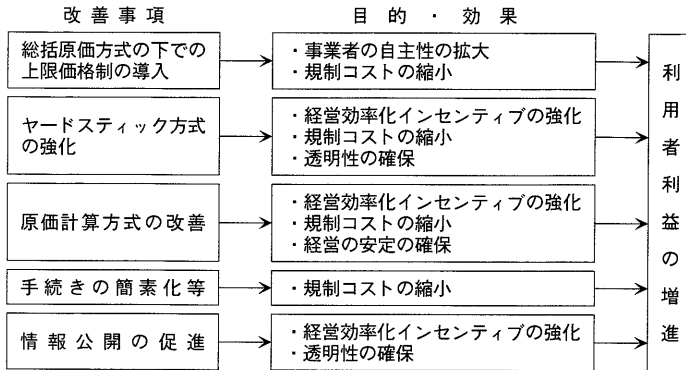 改善事項
目的・効果
総括原価方式の下での
上限価格制の導入
・事業者の自主性の拡大
・規制コストの縮小
ヤードスティック方式
の強化
・経営効率化インセンティブの強化
・規制コストの縮小
・透明性の確保
原価計算方式の改善
・経営効率化インセンティブの強化
・規制コストの縮小
・経営の安定の確保
手続きの簡素化等
・規制コストの縮小
情報公開の促進
・経営効率化インセンティブの強化
・透明性の確保
利用者利益の増進